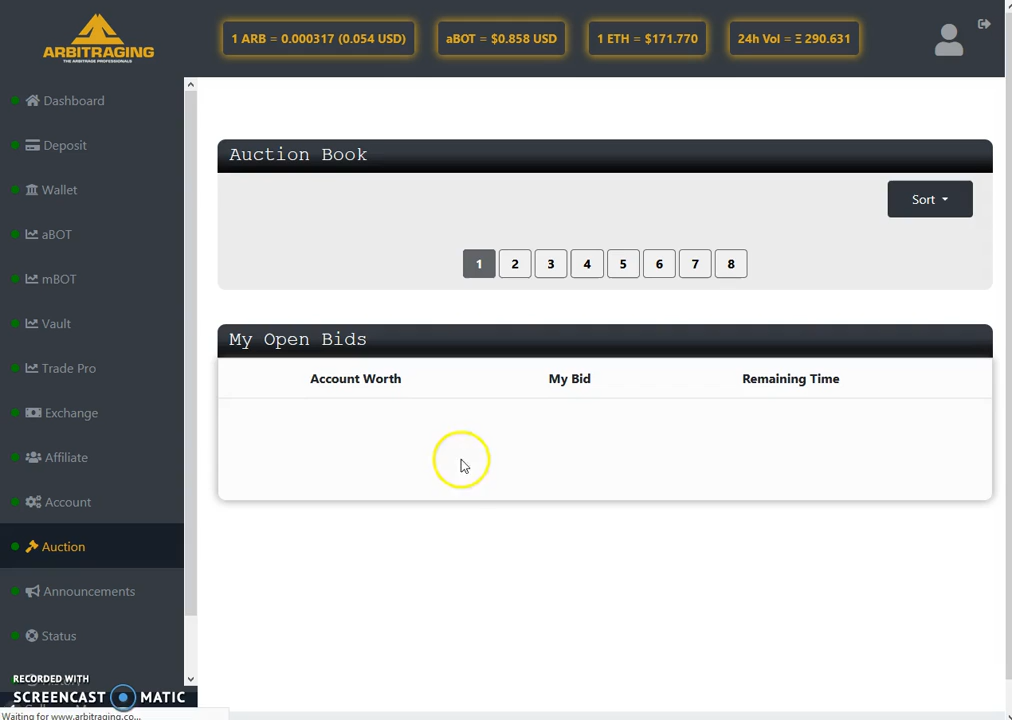 ARBITRAGING
THE ARBITRAGE PROFESSIONALS
1 ARB = 0.000317 (0.054 USD)
aBOT = $0.858 USD
1 ETH = $171.770
24h Vol = Ξ 290.631
Dashboard
Deposit
Wallet
aBOT
mBOT
Vault
Trade Pro
Exchange
Affiliate
Account
Auction
Announcements
Status
Auction Book
Sort
1 2 3 4 5 6 7 8
My Open Bids
Account Worth My Bid Remaining Time
RECORDED WITH
SCREENCAST MATIC
Waiting for www.arbitraging.co...